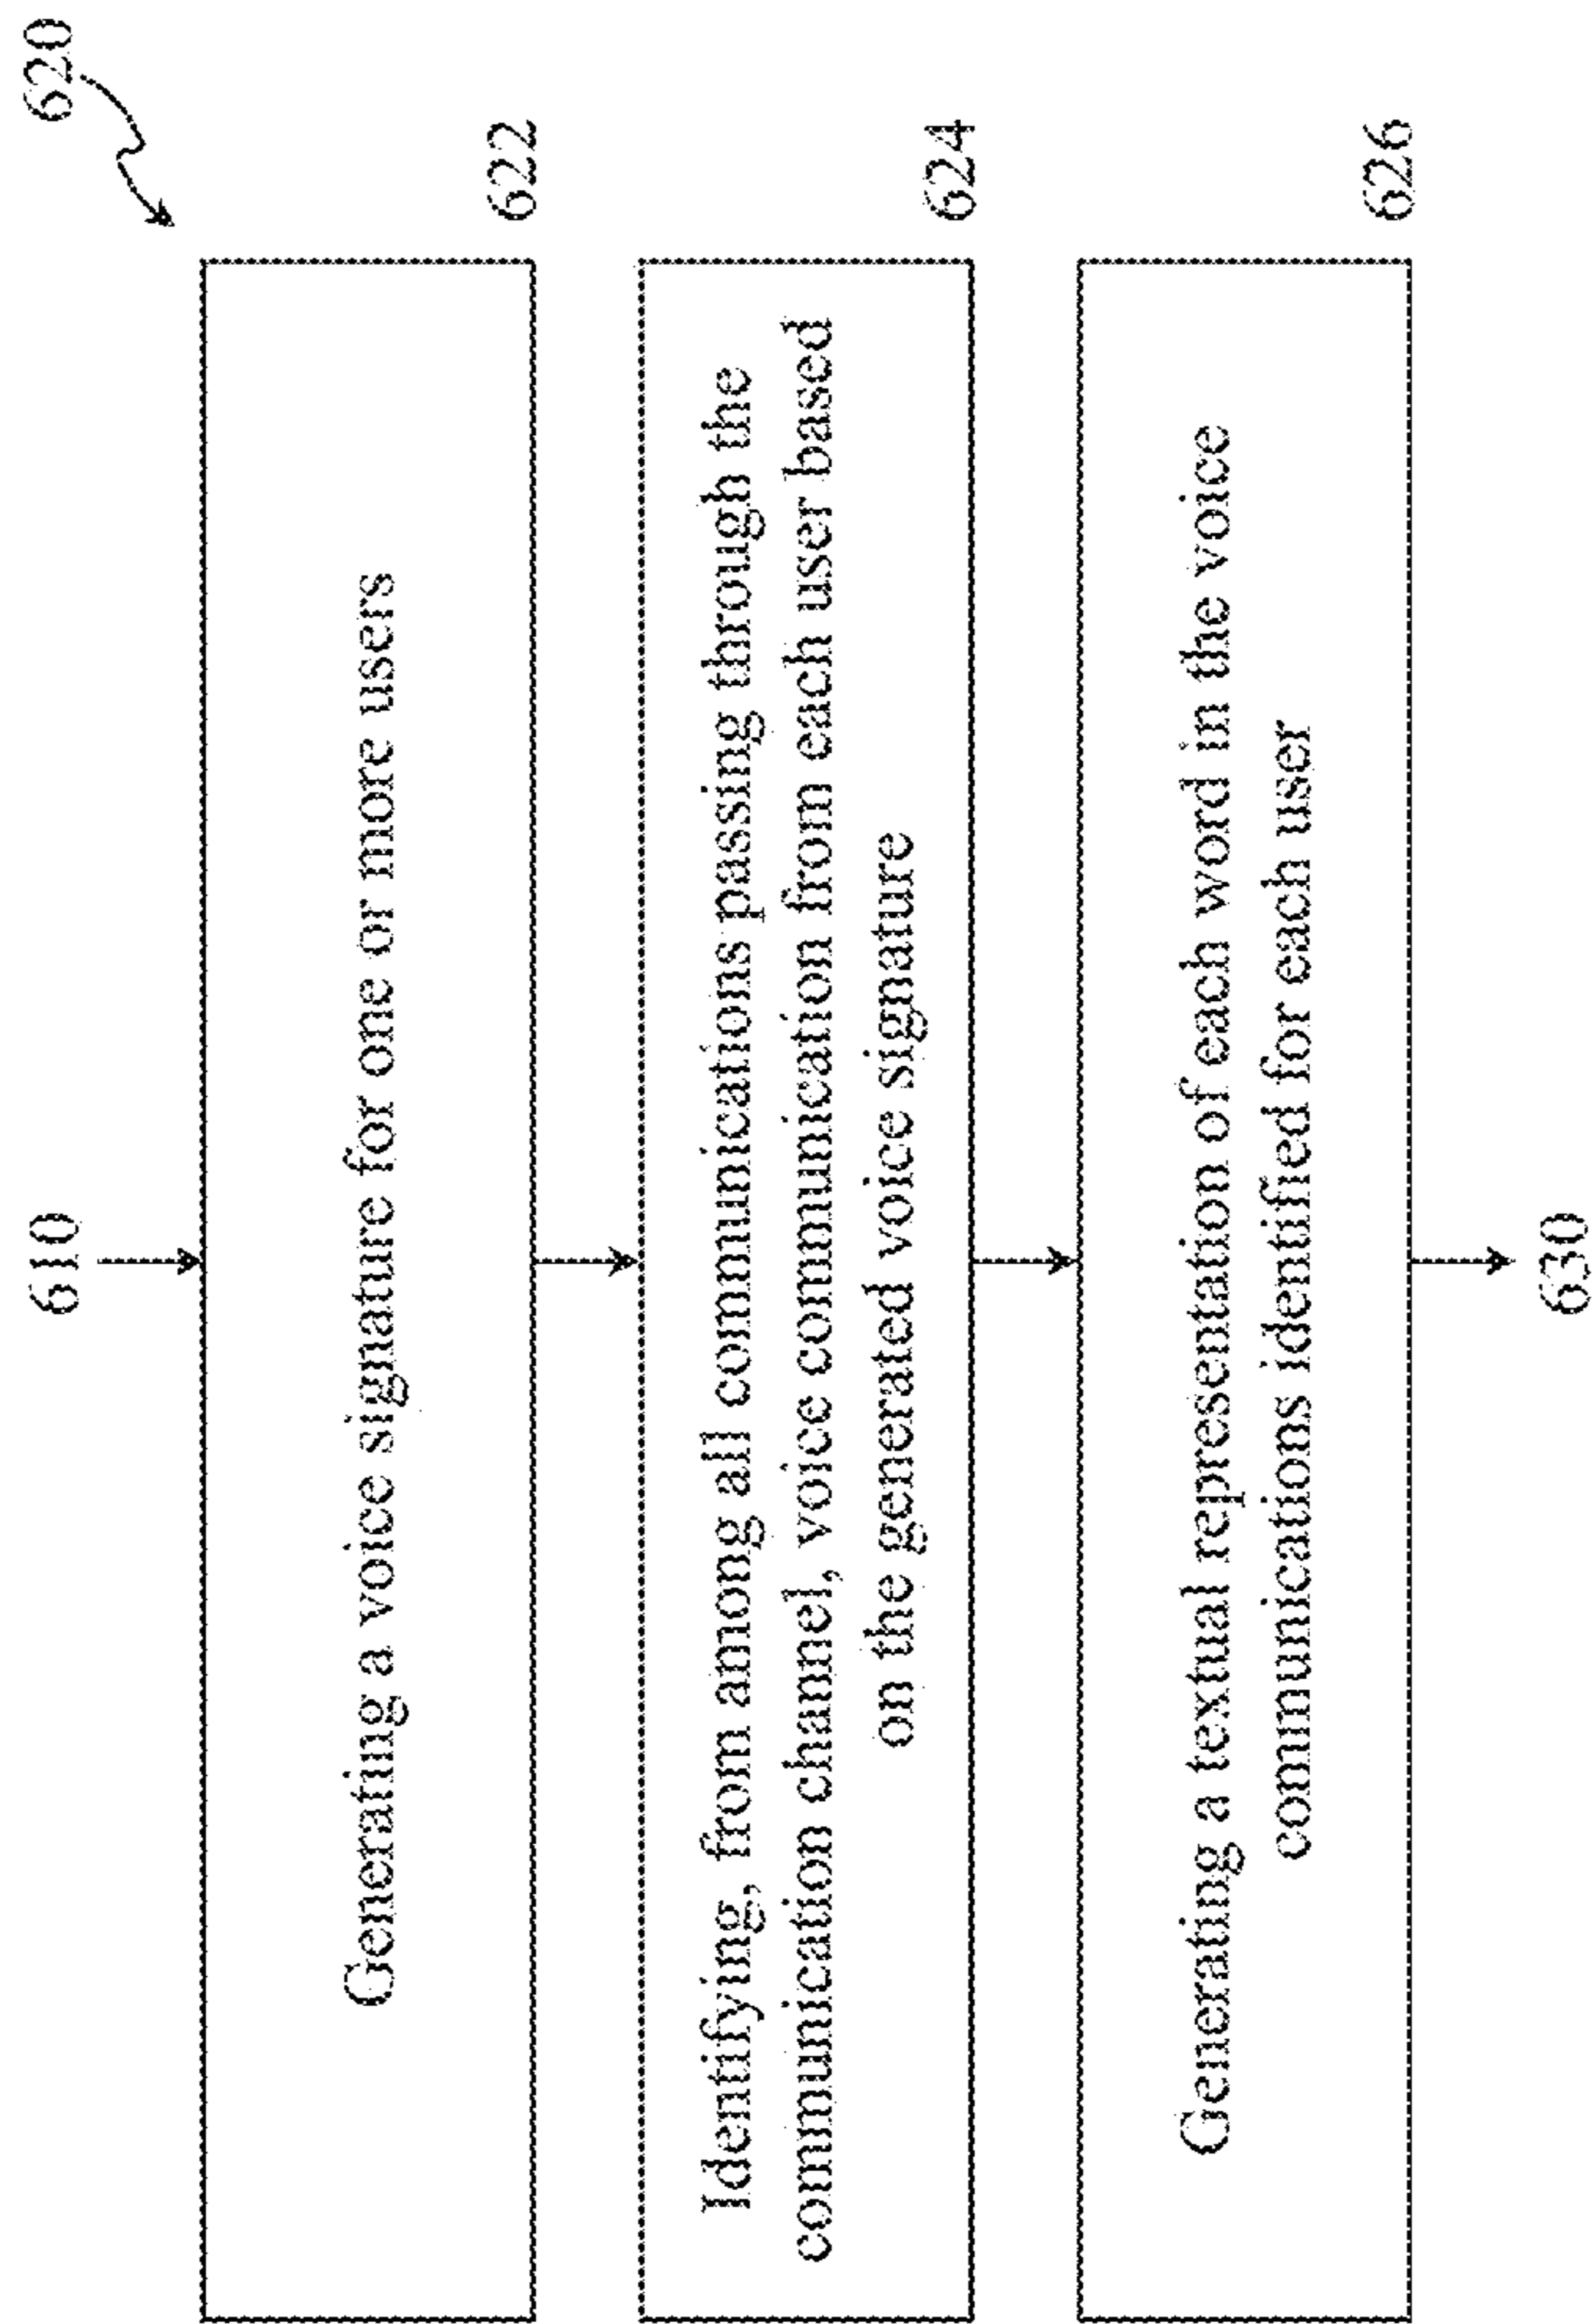 620
610
Generating a voice signature for one or more users
622
Identifying, from among all communications passing through the
communication channel, voice communication from each user based
on the generated voice signature
624
Generating a textual representation of each word in the voice
communications identified for each user
626
630